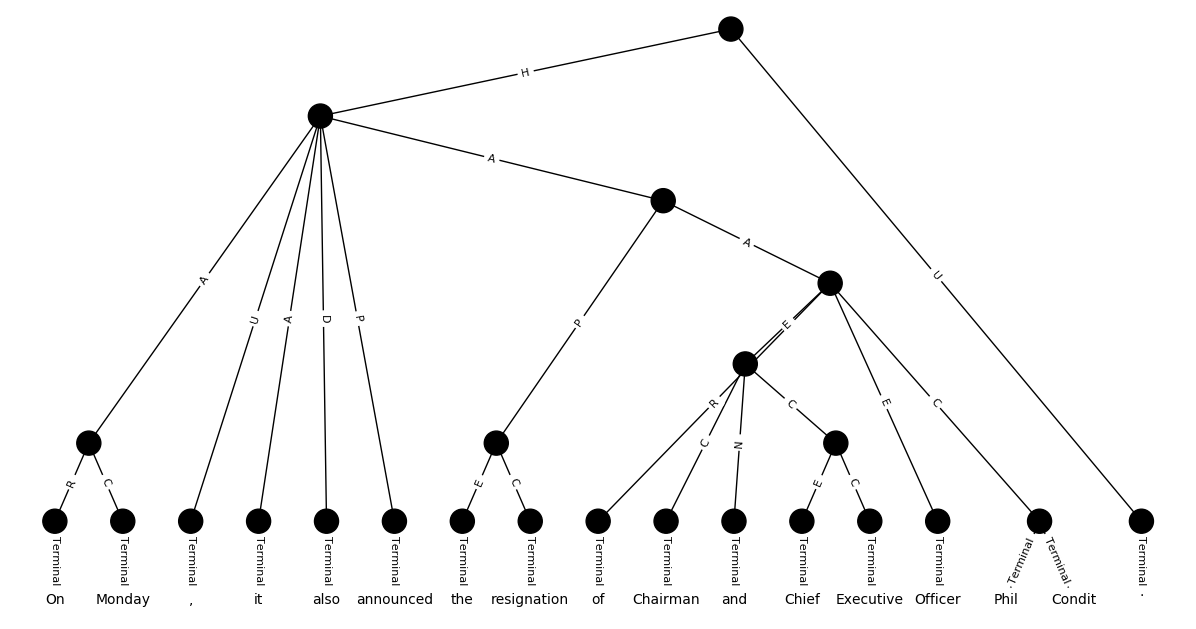 H
A
A
A
U
A
D
P
P
U
E
R
C
E
C
R
C
N
C
E
C
E
C
E
C
Terminal Terminal Terminal Terminal Terminal Terminal Terminal Terminal Terminal Terminal Terminal Terminal Terminal Terminal Terminal Terminal Terminal
On Monday , it also announced the resignation of Chairman and Chief Executive Officer Phil Condit .